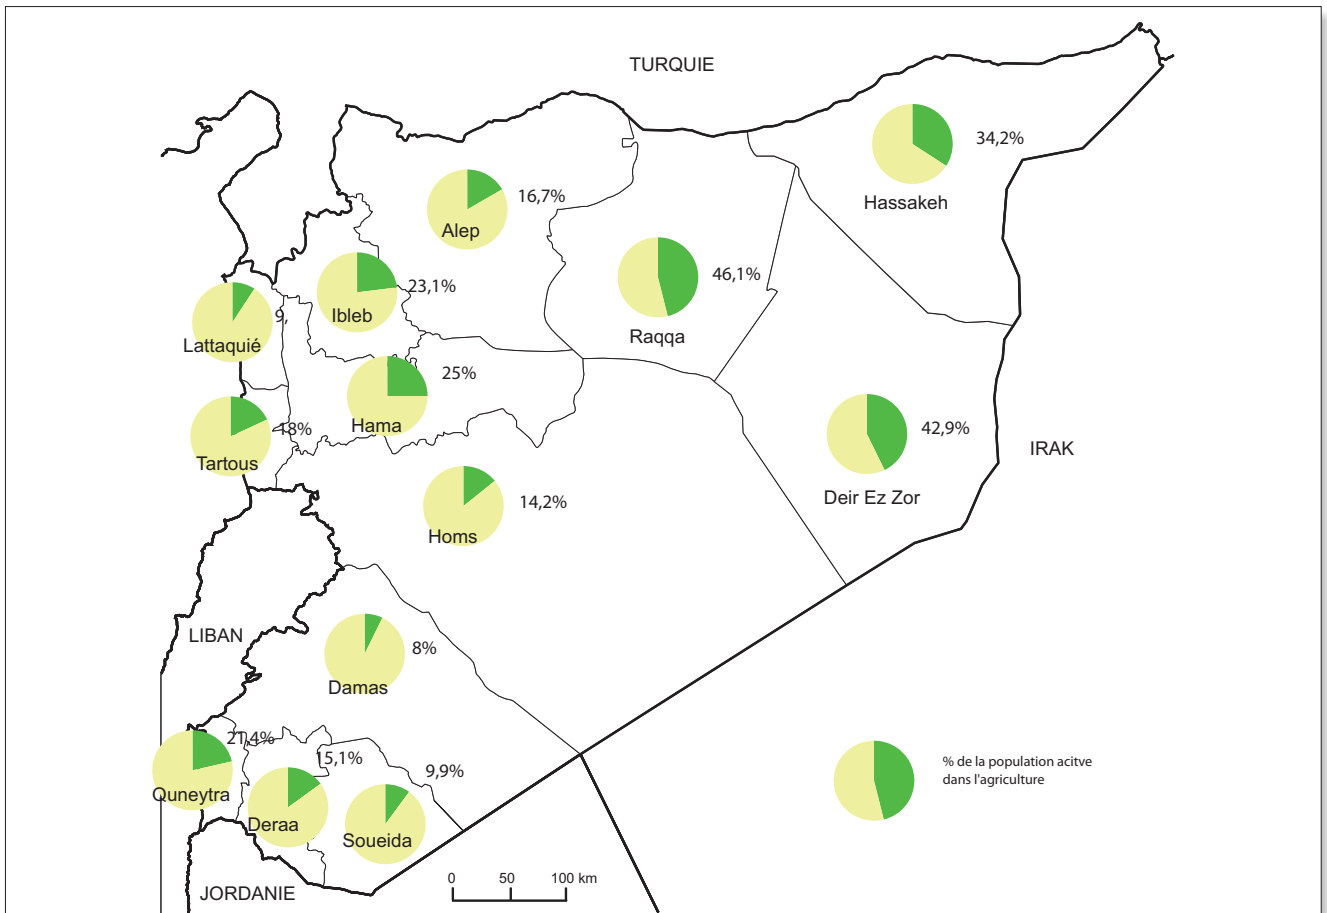 TURQUIE
34,2%
Hassakeh
16,7%
Alep
46,1%
Raqqa
23,1%
Ibleb
9,
Lattaquié
25%
Hama
18%
Tartous
42,9%
Deir Ez Zor
IRAK
14,2%
Homs
LIBAN
8%
Damas
21,4%
Quneytra
15,1%
Deraa
9,9%
Soueida
% de la population acitve
dans l'agriculture
JORDANIE
0 50 100 km